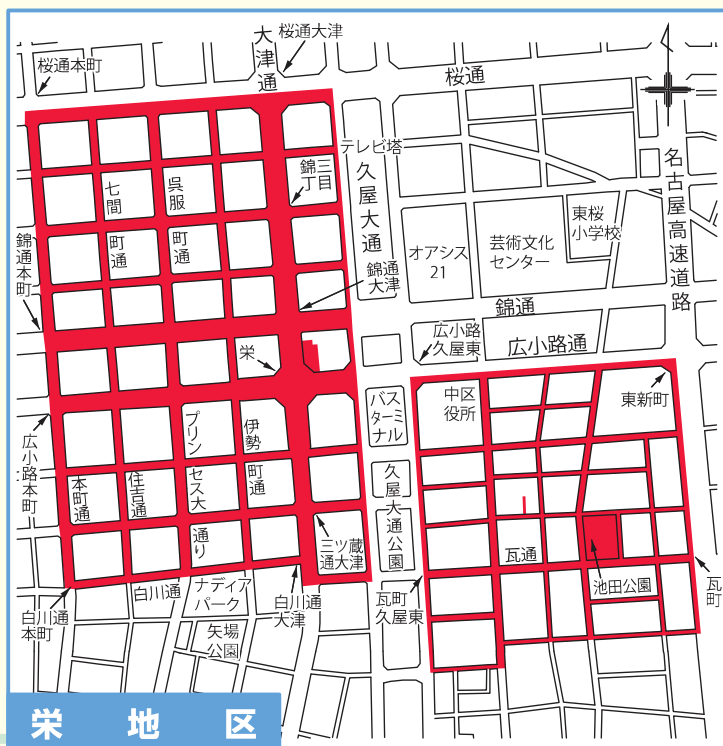 大津通
桜通大津
桜通本町
桜通
テレビ塔
久屋大通
錦三
丁目
七間
町通
呉服
町通
名古屋高速道路
東桜
小学校
芸術文化
センター
オアシス
21
錦通本町
錦通
大津
錦通
広小路
久屋東
広小路通
栄
バスターミナル
中区
役所
東新町
広小路本町
プリン
セス大
通り
伊勢
町通
本町通
住吉通
久屋大通公園
三ツ蔵
通大津
瓦通
池田公園
瓦町
久屋東
瓦町
白川通
本町
白川通
ナディア
パーク
白川通
大津
矢場
公園
栄地区